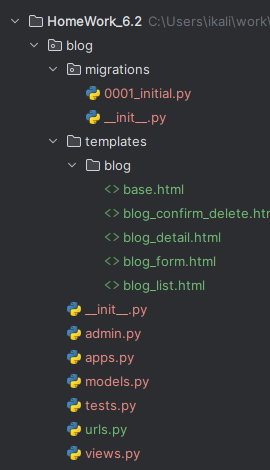 HomeWork_6.2 C:\Users\ikali\work\
blog
migrations
0001_initial.py
__init__.py
templates
blog
<> base.html
<> blog_confirm_delete.htm
<> blog_detail.html
<> blog_form.html
<> blog_list.html
__init__.py
admin.py
apps.py
models.py
tests.py
urls.py
views.py